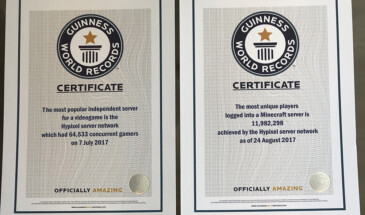 GUINNESS
WORLD RECORDS
CERTIFICATE
The most popular independent server
for a videogame is the
Hypixel server network
which had 64,533 concurrent gamers
on 7 July 2017
OFFICIALLY AMAZING
GUINNESS
WORLD RECORDS
CERTIFICATE
The most unique players
logged into a Minecraft server is
11,982,298
achieved by the Hypixel server network
as of 24 August 2017
OFFICIALLY AMAZING